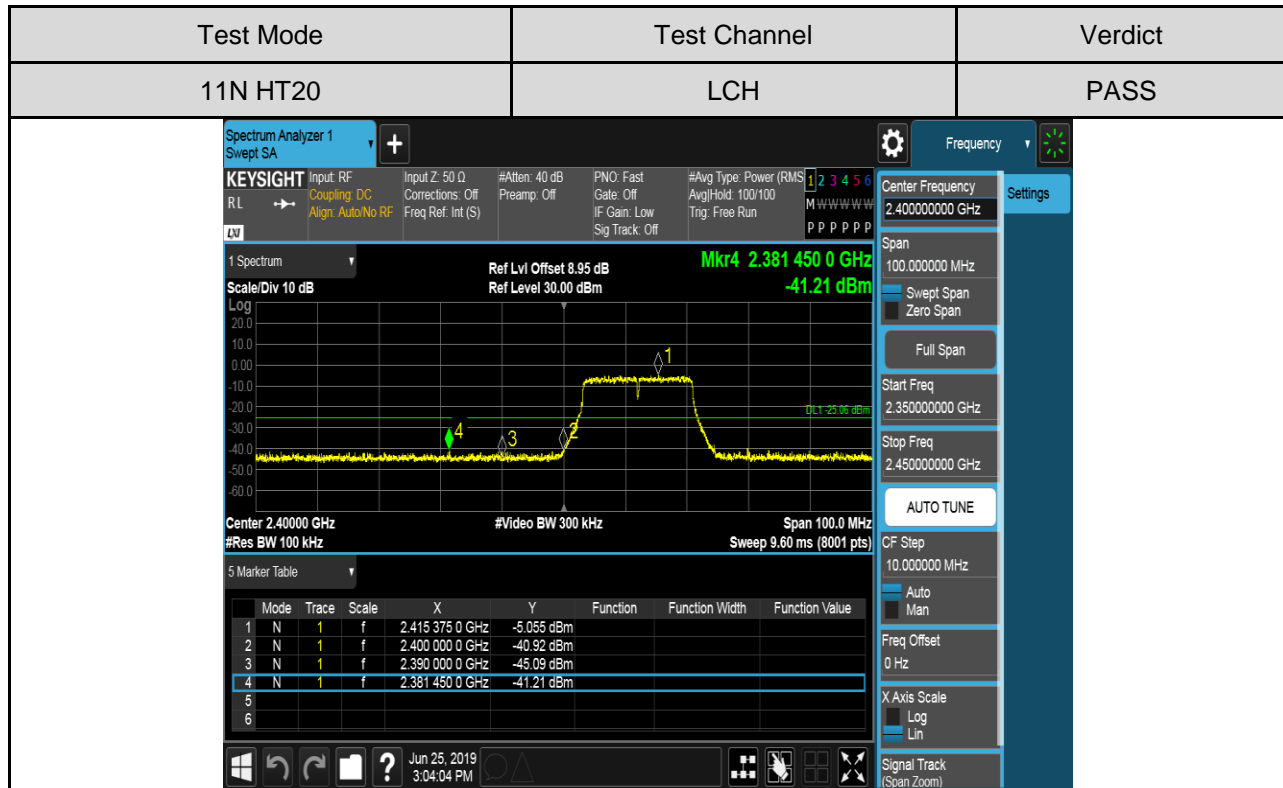 Test Mode Test Channel Verdict
11N HT20 LCH PASS
Spectrum Analyzer 1
Swept SA
+
Frequency
KEYSIGHT
RL
LXI
Input: RF
Coupling: DC
Align: Auto/No RF
Input Z: 50 Ω
Corrections: Off
Freq Ref: Int (S)
#Atten: 40 dB
Preamp: Off
PNO: Fast
Gate: Off
IF Gain: Low
Sig Track: Off
#Avg Type: Power (RMS
Avg|Hold: 100/100
Trig: Free Run
1 2 3 4 5 6
M W W W W W
P P P P P P
1 Spectrum
Scale/Div 10 dB
Ref Lvl Offset 8.95 dB
Ref Level 30.00 dBm
Mkr4 2.381 450 0 GHz
-41.21 dBm
Log
20.0
10.0
0.00
-10.0
-20.0
-30.0
-40.0
-50.0
-60.0
1
DL1 -25.06 dBm
4
3
2
Center 2.40000 GHz #Video BW 300 kHz Span 100.0 MHz
#Res BW 100 kHz Sweep 9.60 ms (8001 pts)
5 Marker Table
Mode Trace Scale X Y Function Function Width Function Value
1 N 1 f 2.415 375 0 GHz -5.055 dBm
2 N 1 f 2.400 000 0 GHz -40.92 dBm
3 N 1 f 2.390 000 0 GHz -45.09 dBm
4 N 1 f 2.381 450 0 GHz -41.21 dBm
5
6
?
Jun 25, 2019
3:04:04 PM
Center Frequency
2.400000000 GHz
Settings
Span
100.000000 MHz
Swept Span
Zero Span
Full Span
Start Freq
2.350000000 GHz
Stop Freq
2.450000000 GHz
AUTO TUNE
CF Step
10.000000 MHz
Auto
Man
Freq Offset
0 Hz
X Axis Scale
Log
Lin
Signal Track
(Span Zoom)